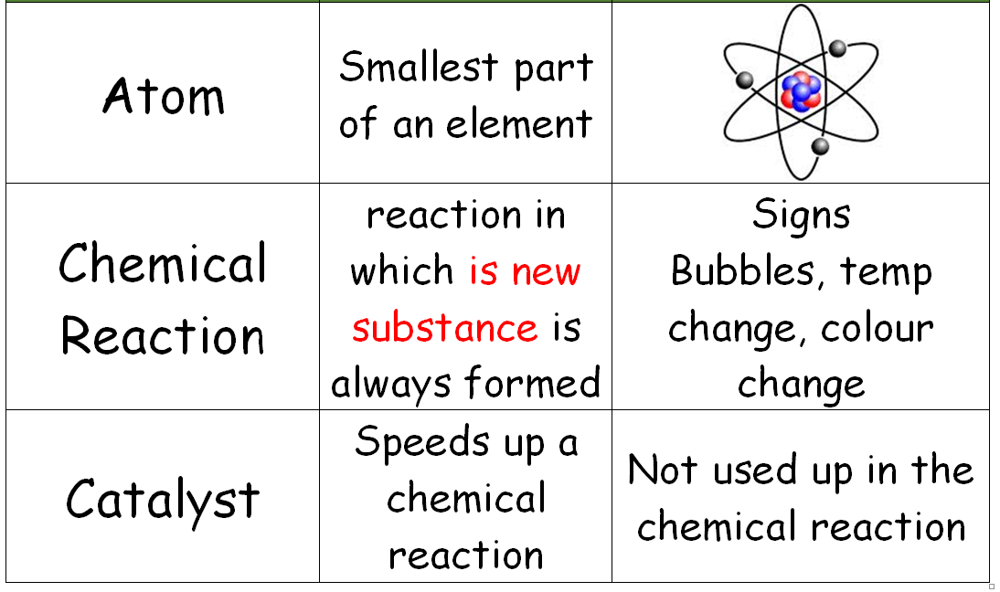 Atom
Smallest part
of an element
Chemical
Reaction
reaction in
which is new
substance is
always formed
Signs
Bubbles, temp
change, colour
change
Catalyst
Speeds up a
chemical
reaction
Not used up in the
chemical reaction